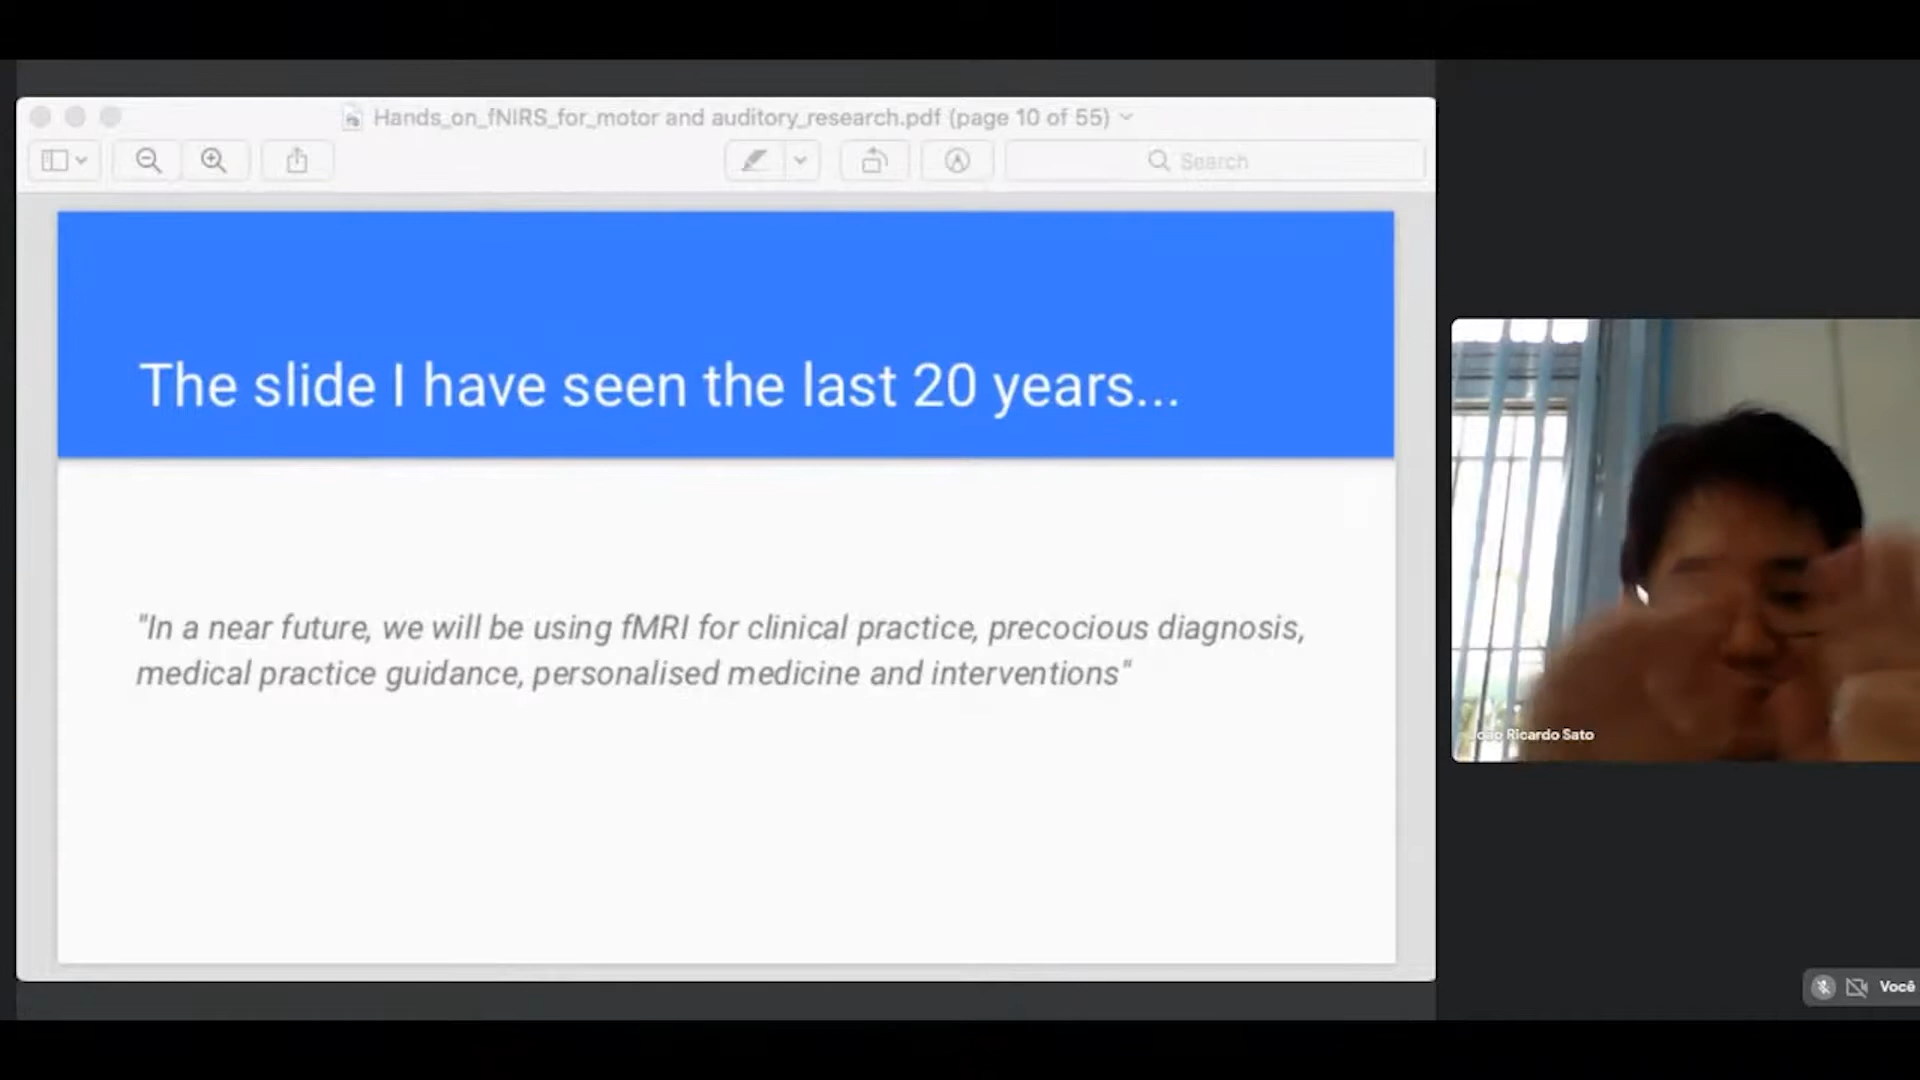 Hands_on_fNIRS_for_motor and auditory_research.pdf (page 10 of 55)
Search
The slide I have seen the last 20 years...
"In a near future, we will be using fMRI for clinical practice, precocious diagnosis,
medical practice guidance, personalised medicine and interventions"
João Ricardo Sato
Você